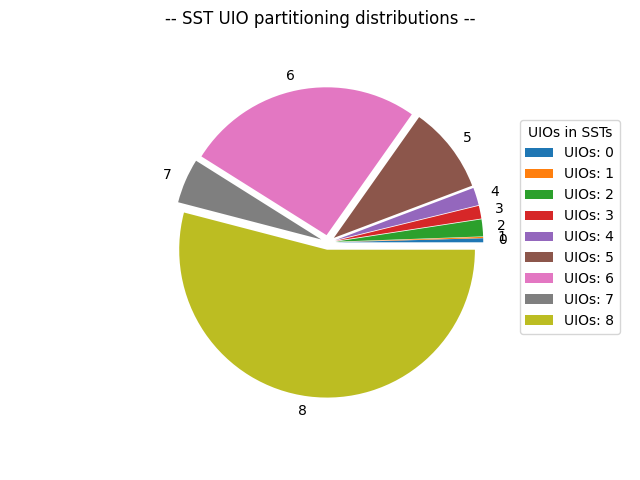 -- SST UIO partitioning distributions --
6
5
7
4
3
2
1
0
8
UIOs in SSTs
UIOs: 0
UIOs: 1
UIOs: 2
UIOs: 3
UIOs: 4
UIOs: 5
UIOs: 6
UIOs: 7
UIOs: 8